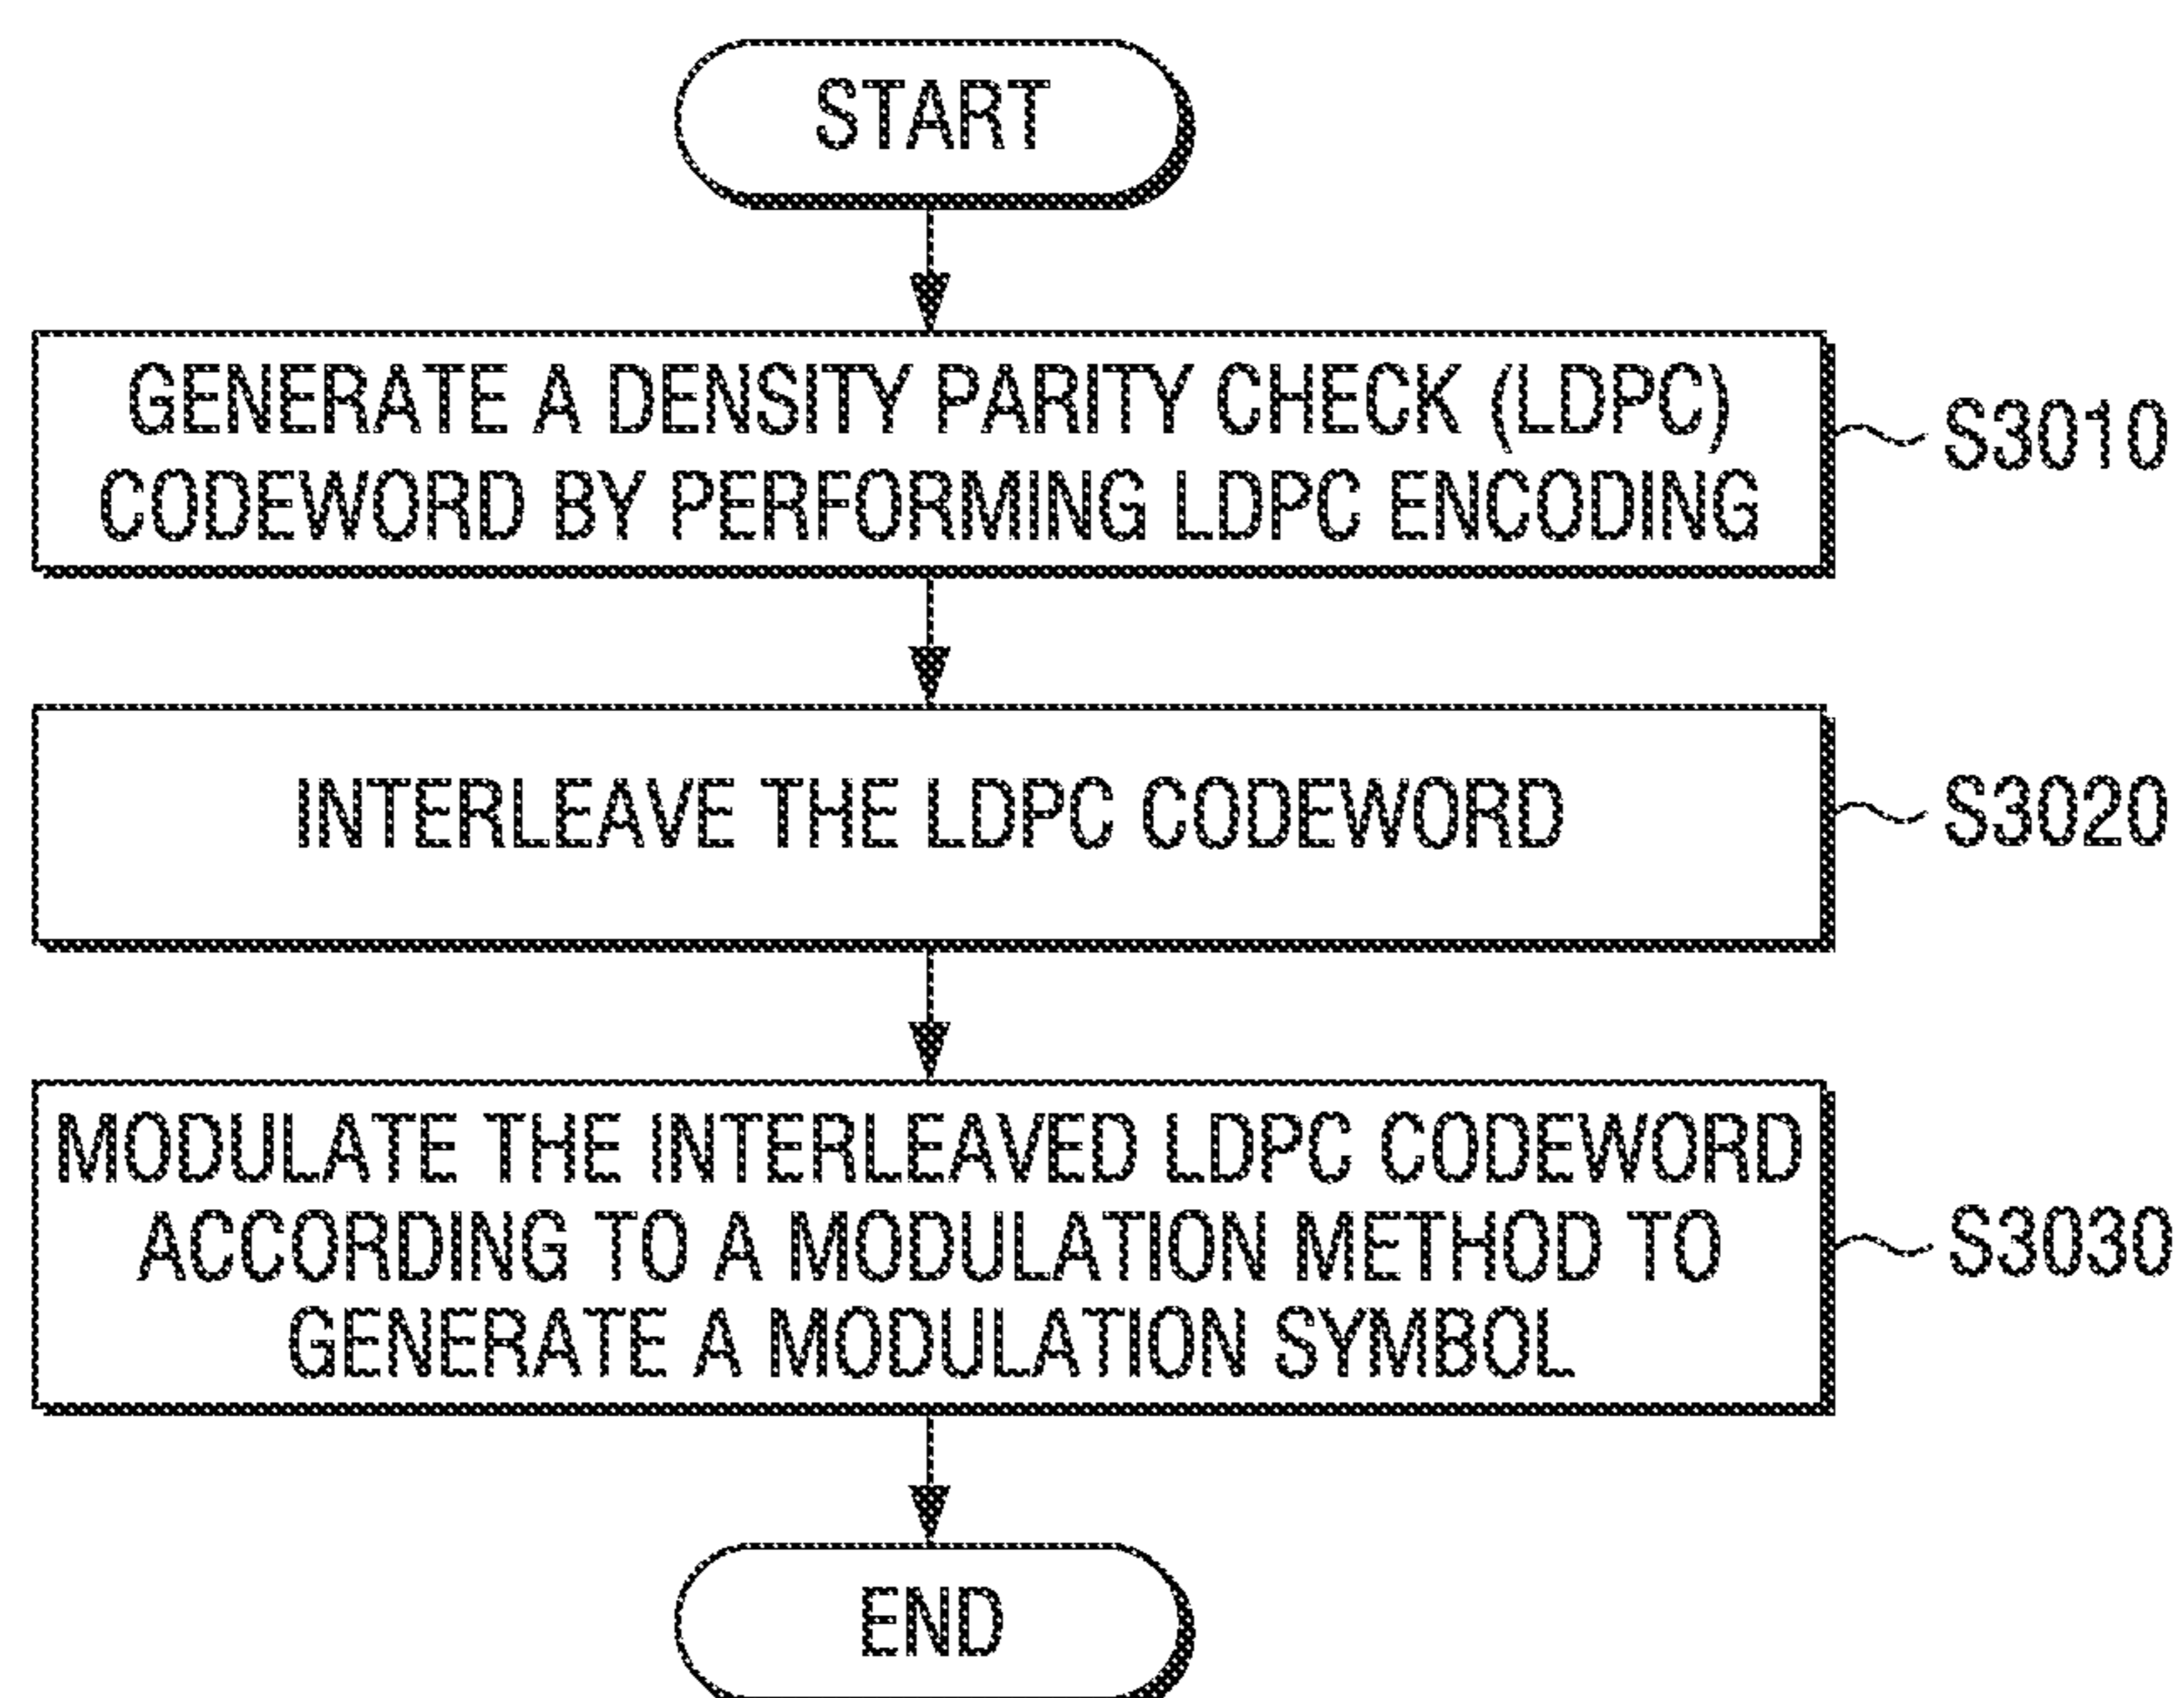 START
GENERATE A DENSITY PARITY CHECK (LDPC)
CODEWORD BY PERFORMING LDPC ENCODING
S3010
INTERLEAVE THE LDPC CODEWORD
S3020
MODULATE THE INTERLEAVED LDPC CODEWORD
ACCORDING TO A MODULATION METHOD TO
GENERATE A MODULATION SYMBOL
S3030
END